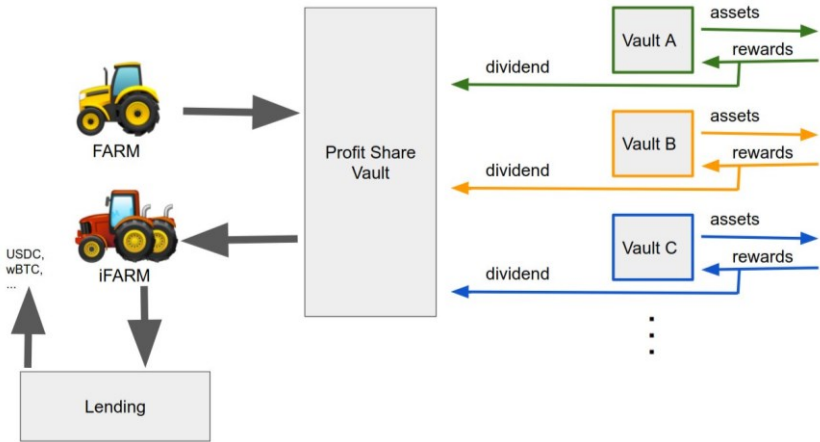 FARM
iFARM
USDC,
wBTC,
...
Lending
Profit Share
Vault
Vault A
assets
rewards
dividend
Vault B
assets
rewards
dividend
Vault C
assets
rewards
dividend